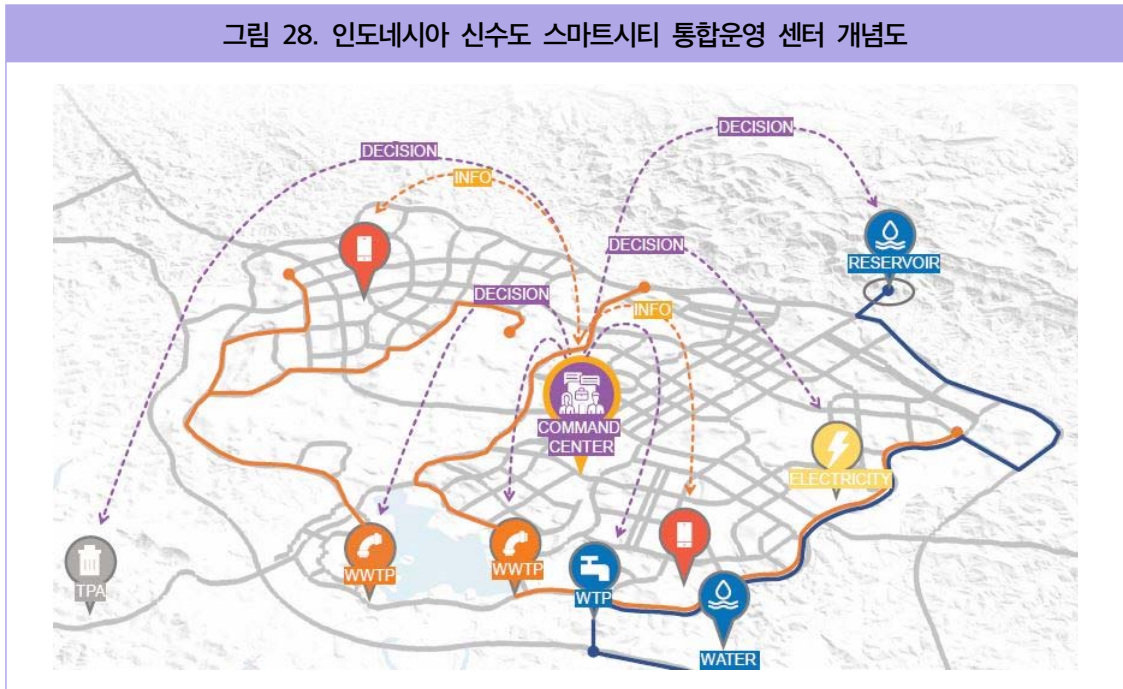 그림 28. 인도네시아 신수도 스마트시티 통합운영 센터 개념도
DECISION
DECISION
INFO
DECISION
RESERVOIR
DECISION
INFO
COMMAND
CENTER
ELECTRICITY
WWTP
WWTP
TPA
WTP
WATER